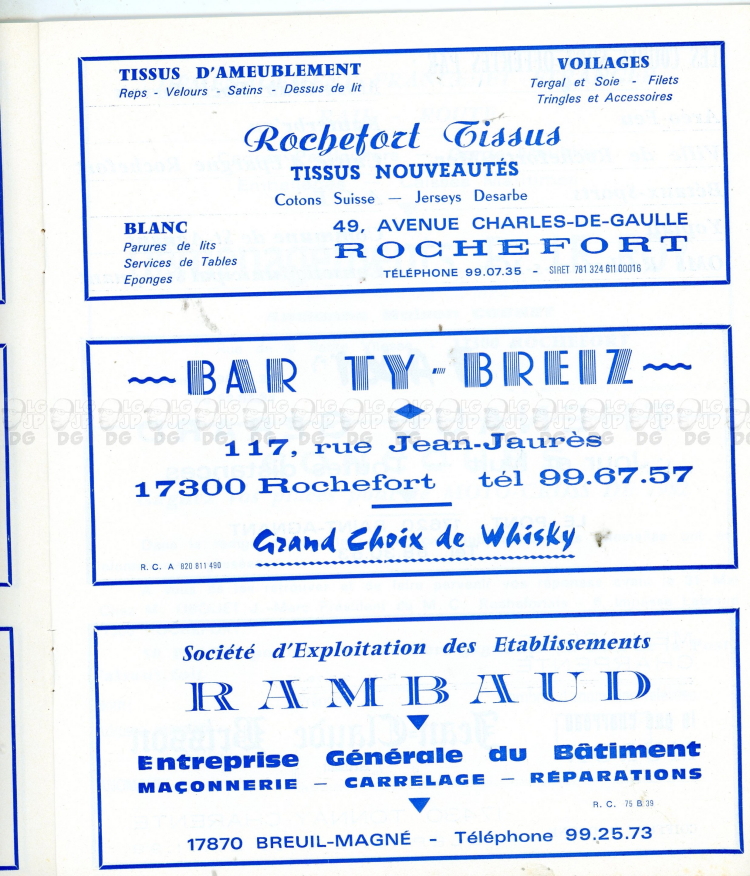 TISSUS D'AMEUBLEMENT
Reps - Velours - Satins - Dessus de lit
VOILAGES
Tergal et Soie - Filets
Tringles et Accessoires
Rochefort Tissus
TISSUS NOUVEAUTÉS
Cotons Suisse — Jerseys Desarbe
BLANC
Parures de lits
Services de Tables
Eponges
49, AVENUE CHARLES-DE-GAULLE
ROCHEFORT
TÉLÉPHONE 99.07.35 - SIRET 781 324 611 00016
BAR TY-BREIZ
117, rue Jean-Jaurès
17300 Rochefort tél 99.67.57
Grand Choix de Whisky
R. C. A 820 811 490
Société d'Exploitation des Etablissements
RAMBAUD
Entreprise Générale du Bâtiment
MAÇONNERIE — CARRELAGE — RÉPARATIONS
R. C. 75 B 39
17870 BREUIL-MAGNÉ - Téléphone 99.25.73